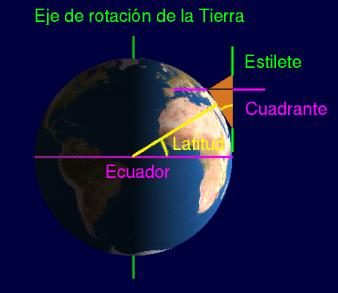 Eje de rotación de la Tierra
Estilete
Cuadrante
Latitud
Ecuador